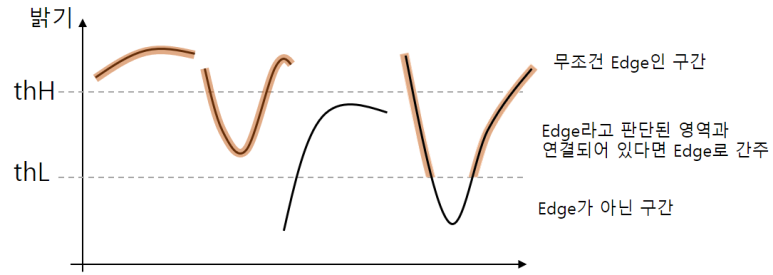 밝기
thH
무조건 Edge인 구간
Edge라고 판단된 영역과
연결되어 있다면 Edge로 간주
thL
Edge가 아닌 구간